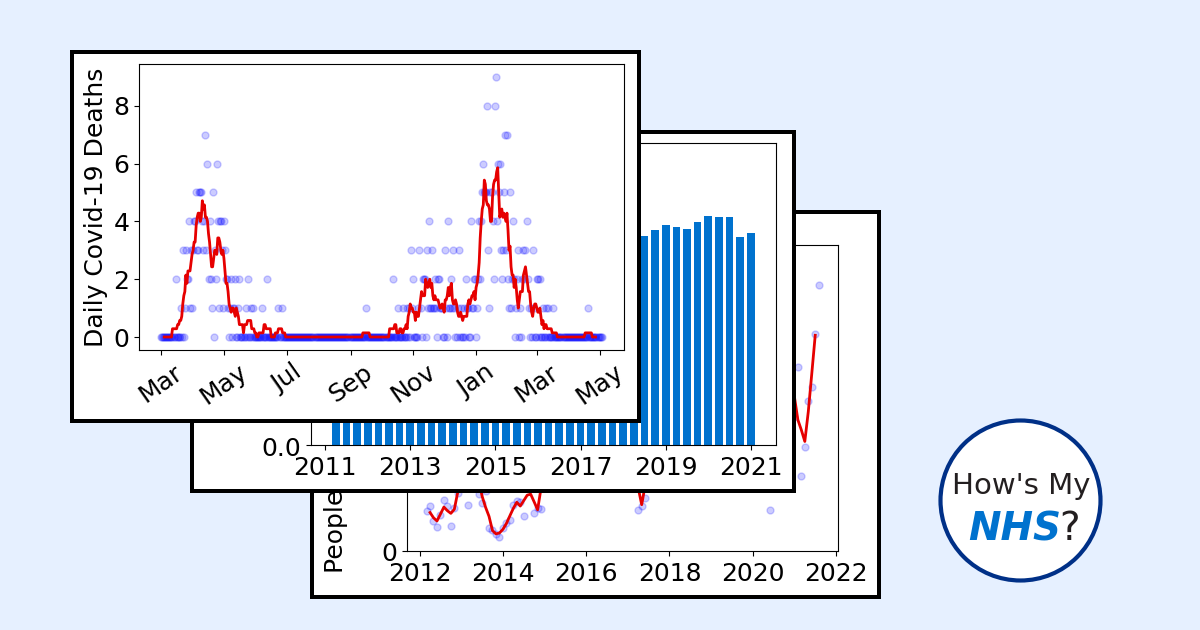 Daily Covid-19 Deaths
8
6
4
2
0
Mar May Jul Sep Nov Jan Mar May
0.0
2011 2013 2015 2017 2019 2021
People
0
2012 2014 2016 2018 2020 2022
How's My
NHS?